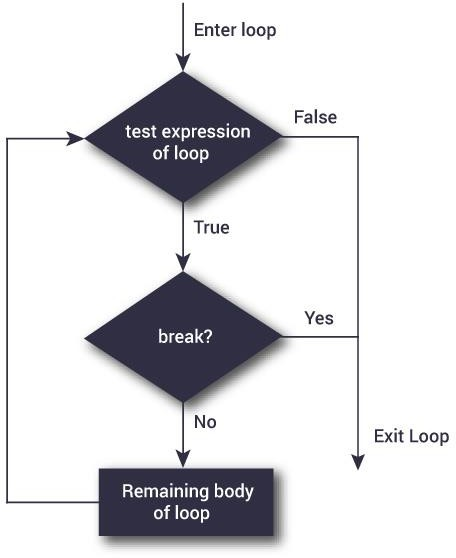 Enter loop
test expression
of loop
False
True
break?
Yes
No
Exit Loop
Remaining body
of loop